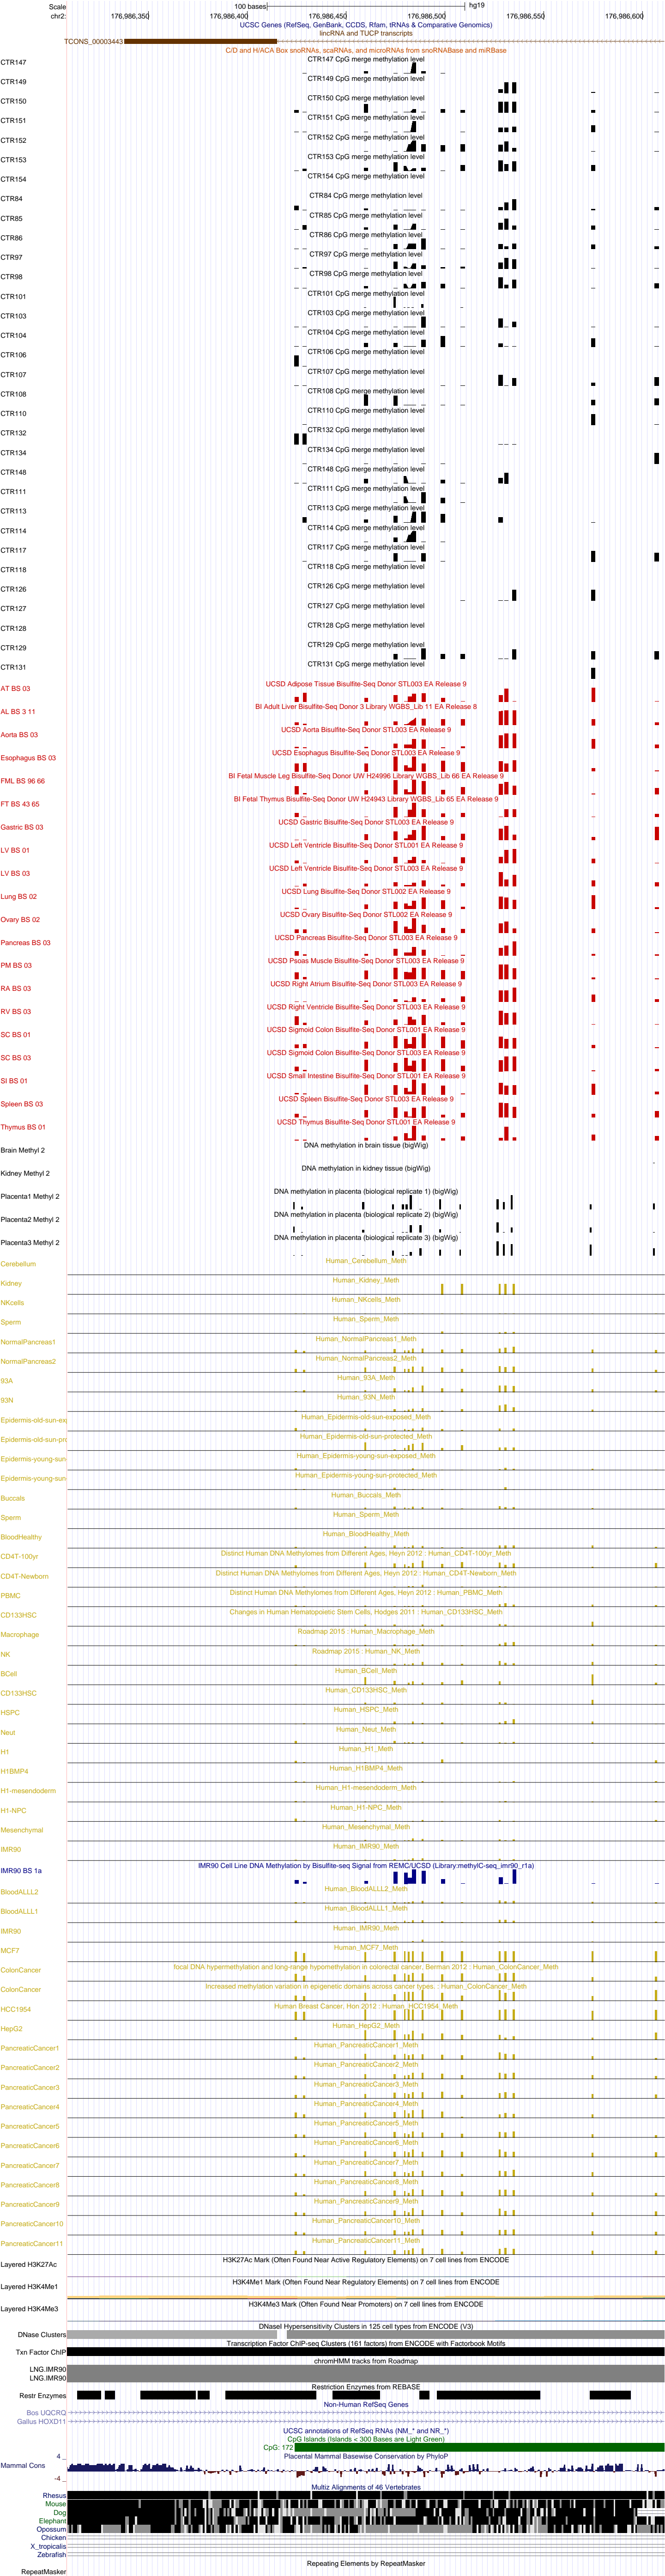 Scale 100 bases hg19
chr2: 176,986,350 176,986,400 176,986,450 176,986,500 176,986,550 176,986,600
UCSC Genes (RefSeq, GenBank, CCDS, Rfam, tRNAs & Comparative Genomics)
lincRNA and TUCP transcripts
TCONS_00003443
C/D and H/ACA Box snoRNAs, scaRNAs, and microRNAs from snoRNABase and miRBase
CTR147 CTR147 CpG merge methylation level
CTR149 CTR149 CpG merge methylation level
CTR150 CTR150 CpG merge methylation level
CTR151 CTR151 CpG merge methylation level
CTR152 CTR152 CpG merge methylation level
CTR153 CTR153 CpG merge methylation level
CTR154 CTR154 CpG merge methylation level
CTR84 CTR84 CpG merge methylation level
CTR85 CTR85 CpG merge methylation level
CTR86 CTR86 CpG merge methylation level
CTR97 CTR97 CpG merge methylation level
CTR98 CTR98 CpG merge methylation level
CTR101 CTR101 CpG merge methylation level
CTR103 CTR103 CpG merge methylation level
CTR104 CTR104 CpG merge methylation level
CTR106 CTR106 CpG merge methylation level
CTR107 CTR107 CpG merge methylation level
CTR108 CTR108 CpG merge methylation level
CTR110 CTR110 CpG merge methylation level
CTR132 CTR132 CpG merge methylation level
CTR134 CTR134 CpG merge methylation level
CTR148 CTR148 CpG merge methylation level
CTR111 CTR111 CpG merge methylation level
CTR113 CTR113 CpG merge methylation level
CTR114 CTR114 CpG merge methylation level
CTR117 CTR117 CpG merge methylation level
CTR118 CTR118 CpG merge methylation level
CTR126 CTR126 CpG merge methylation level
CTR127 CTR127 CpG merge methylation level
CTR128 CTR128 CpG merge methylation level
CTR129 CTR129 CpG merge methylation level
CTR131 CTR131 CpG merge methylation level
UCSD Adipose Tissue Bisulfite-Seq Donor STL003 EA Release 9
AT BS 03
BI Adult Liver Bisulfite-Seq Donor 3 Library WGBS_Lib 11 EA Release 8
AL BS 3 11
UCSD Aorta Bisulfite-Seq Donor STL003 EA Release 9
Aorta BS 03
UCSD Esophagus Bisulfite-Seq Donor STL003 EA Release 9
Esophagus BS 03
BI Fetal Muscle Leg Bisulfite-Seq Donor UW H24996 Library WGBS_Lib 66 EA Release 9
FML BS 96 66
BI Fetal Thymus Bisulfite-Seq Donor UW H24943 Library WGBS_Lib 65 EA Release 9
FT BS 43 65
UCSD Gastric Bisulfite-Seq Donor STL003 EA Release 9
Gastric BS 03
UCSD Left Ventricle Bisulfite-Seq Donor STL001 EA Release 9
LV BS 01
UCSD Left Ventricle Bisulfite-Seq Donor STL003 EA Release 9
LV BS 03
UCSD Lung Bisulfite-Seq Donor STL002 EA Release 9
Lung BS 02
UCSD Ovary Bisulfite-Seq Donor STL002 EA Release 9
Ovary BS 02
UCSD Pancreas Bisulfite-Seq Donor STL003 EA Release 9
Pancreas BS 03
UCSD Psoas Muscle Bisulfite-Seq Donor STL003 EA Release 9
PM BS 03
UCSD Right Atrium Bisulfite-Seq Donor STL003 EA Release 9
RA BS 03
UCSD Right Ventricle Bisulfite-Seq Donor STL003 EA Release 9
RV BS 03
UCSD Sigmoid Colon Bisulfite-Seq Donor STL001 EA Release 9
SC BS 01
UCSD Sigmoid Colon Bisulfite-Seq Donor STL003 EA Release 9
SC BS 03
UCSD Small Intestine Bisulfite-Seq Donor STL001 EA Release 9
SI BS 01
UCSD Spleen Bisulfite-Seq Donor STL003 EA Release 9
Spleen BS 03
UCSD Thymus Bisulfite-Seq Donor STL001 EA Release 9
Thymus BS 01
DNA methylation in brain tissue (bigWig)
Brain Methyl 2
DNA methylation in kidney tissue (bigWig)
Kidney Methyl 2
DNA methylation in placenta (biological replicate 1) (bigWig)
Placenta1 Methyl 2
DNA methylation in placenta (biological replicate 2) (bigWig)
Placenta2 Methyl 2
DNA methylation in placenta (biological replicate 3) (bigWig)
Placenta3 Methyl 2
Cerebellum Human_Cerebellum_Meth
Kidney Human_Kidney_Meth
NKcells Human_NKcells_Meth
Sperm Human_Sperm_Meth
NormalPancreas1 Human_NormalPancreas1_Meth
NormalPancreas2 Human_NormalPancreas2_Meth
93A Human_93A_Meth
93N Human_93N_Meth
Epidermis-old-sun-ex Human_Epidermis-old-sun-exposed_Meth
Epidermis-old-sun-pr Human_Epidermis-old-sun-protected_Meth
Epidermis-young-sun Human_Epidermis-young-sun-exposed_Meth
Epidermis-young-sun Human_Epidermis-young-sun-protected_Meth
Buccals Human_Buccals_Meth
Sperm Human_Sperm_Meth
BloodHealthy Human_BloodHealthy_Meth
CD4T-100yr Distinct Human DNA Methylomes from Different Ages, Heyn 2012 : Human_CD4T-100yr_Meth
CD4T-Newborn Distinct Human DNA Methylomes from Different Ages, Heyn 2012 : Human_CD4T-Newborn_Meth
PBMC Distinct Human DNA Methylomes from Different Ages, Heyn 2012 : Human_PBMC_Meth
CD133HSC Changes in Human Hematopoietic Stem Cells, Hodges 2011 : Human_CD133HSC_Meth
Macrophage Roadmap 2015 : Human_Macrophage_Meth
NK Roadmap 2015 : Human_NK_Meth
BCell Human_BCell_Meth
CD133HSC Human_CD133HSC_Meth
HSPC Human_HSPC_Meth
Neut Human_Neut_Meth
H1 Human_H1_Meth
H1BMP4 Human_H1BMP4_Meth
H1-mesendoderm Human_H1-mesendoderm_Meth
H1-NPC Human_H1-NPC_Meth
Mesenchymal Human_Mesenchymal_Meth
IMR90 Human_IMR90_Meth
IMR90 Cell Line DNA Methylation by Bisulfite-seq Signal from REMC/UCSD (Library:methylC-seq_imr90_r1a)
IMR90 BS 1a
BloodALLL2 Human_BloodALLL2_Meth
BloodALLL1 Human_BloodALLL1_Meth
IMR90 Human_IMR90_Meth
MCF7 Human_MCF7_Meth
ColonCancer focal DNA hypermethylation and long-range hypomethylation in colorectal cancer, Berman 2012 : Human_ColonCancer_Meth
ColonCancer Increased methylation variation in epigenetic domains across cancer types. : Human_ColonCancer_Meth
HCC1954 Human Breast Cancer, Hon 2012 : Human_HCC1954_Meth
HepG2 Human_HepG2_Meth
PancreaticCancer1 Human_PancreaticCancer1_Meth
PancreaticCancer2 Human_PancreaticCancer2_Meth
PancreaticCancer3 Human_PancreaticCancer3_Meth
PancreaticCancer4 Human_PancreaticCancer4_Meth
PancreaticCancer5 Human_PancreaticCancer5_Meth
PancreaticCancer6 Human_PancreaticCancer6_Meth
PancreaticCancer7 Human_PancreaticCancer7_Meth
PancreaticCancer8 Human_PancreaticCancer8_Meth
PancreaticCancer9 Human_PancreaticCancer9_Meth
PancreaticCancer10 Human_PancreaticCancer10_Meth
PancreaticCancer11 Human_PancreaticCancer11_Meth
H3K27Ac Mark (Often Found Near Active Regulatory Elements) on 7 cell lines from ENCODE
Layered H3K27Ac
H3K4Me1 Mark (Often Found Near Regulatory Elements) on 7 cell lines from ENCODE
Layered H3K4Me1
H3K4Me3 Mark (Often Found Near Promoters) on 7 cell lines from ENCODE
Layered H3K4Me3
DNaseI Hypersensitivity Clusters in 125 cell types from ENCODE (V3)
DNase Clusters
Transcription Factor ChIP-seq Clusters (161 factors) from ENCODE with Factorbook Motifs
Txn Factor ChIP
chromHMM tracks from Roadmap
LNG.IMR90
LNG.IMR90
Restriction Enzymes from REBASE
Restr Enzymes
Non-Human RefSeq Genes
Bos UQCRQ
Gallus HOXD11
UCSC annotations of RefSeq RNAs (NM_* and NR_*)
CpG Islands (Islands < 300 Bases are Light Green)
CpG: 172
Placental Mammal Basewise Conservation by PhyloP
4 _
Mammal Cons
-4 _
Multiz Alignments of 46 Vertebrates
Rhesus
Mouse
Dog
Elephant
Opossum
Chicken
X_tropicalis
Zebrafish
Repeating Elements by RepeatMasker
RepeatMasker